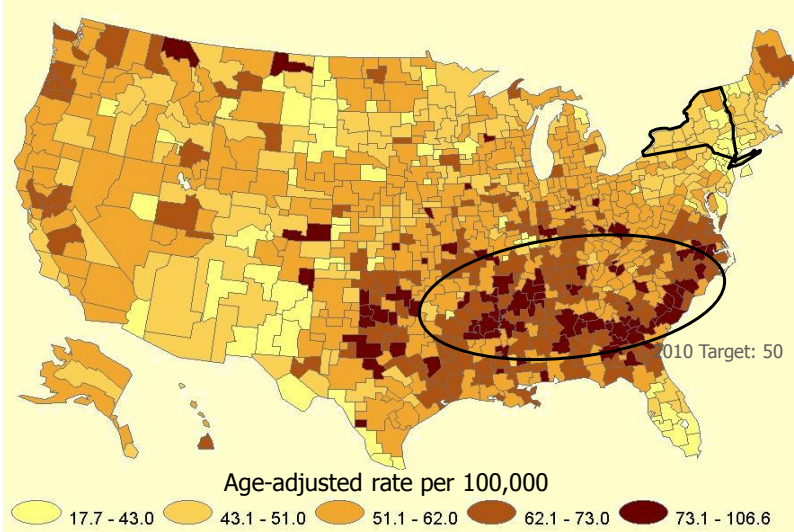 2010 Target: 50
Age-adjusted rate per 100,000
17.7 - 43.0 43.1 - 51.0 51.1 - 62.0 62.1 - 73.0 73.1 - 106.6